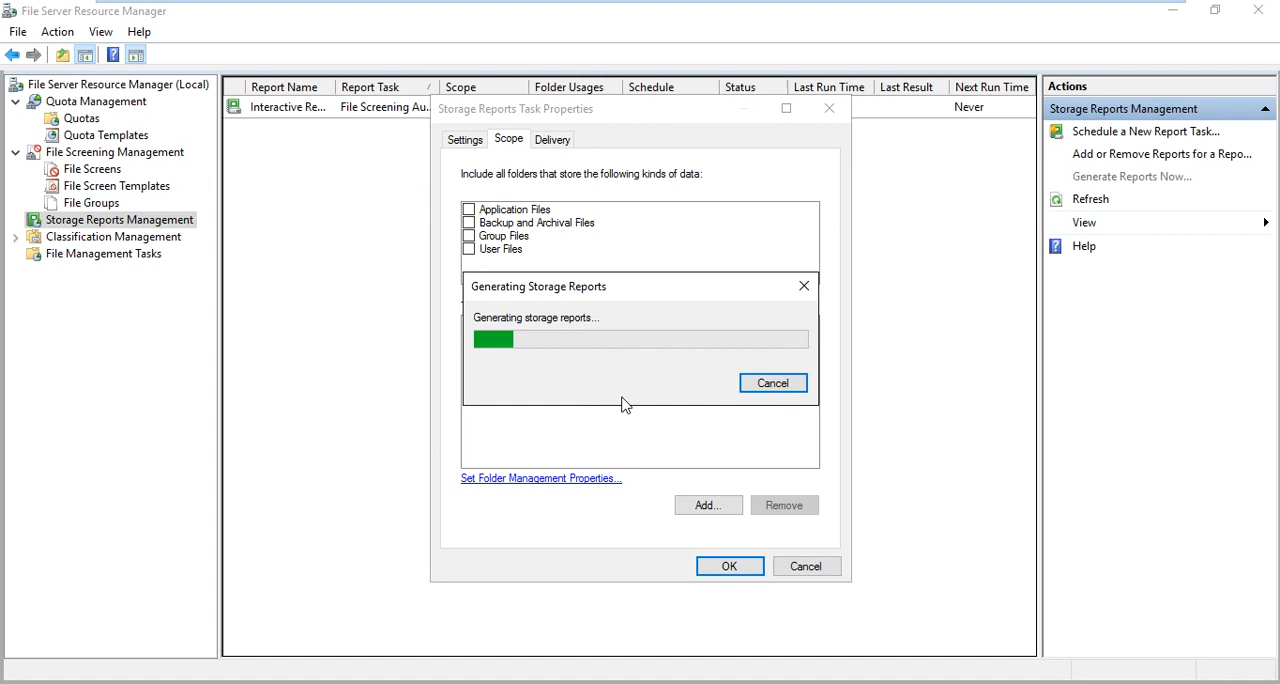 File Server Resource Manager
File Action View Help
File Server Resource Manager (Local)
Quota Management
Quotas
Quota Templates
File Screening Management
File Screens
File Screen Templates
File Groups
Storage Reports Management
Classification Management
File Management Tasks
Report Name Report Task Scope Folder Usages Schedule Status Last Run Time Last Result Next Run Time
Interactive Re... File Screening Au... Never
Storage Reports Task Properties
Settings Scope Delivery
Include all folders that store the following kinds of data:
Application Files
Backup and Archival Files
Group Files
User Files
Generating Storage Reports
Generating storage reports...
Cancel
Set Folder Management Properties...
Add... Remove
OK Cancel
Actions
Storage Reports Management
Schedule a New Report Task...
Add or Remove Reports for a Repo...
Generate Reports Now...
Refresh
View
Help